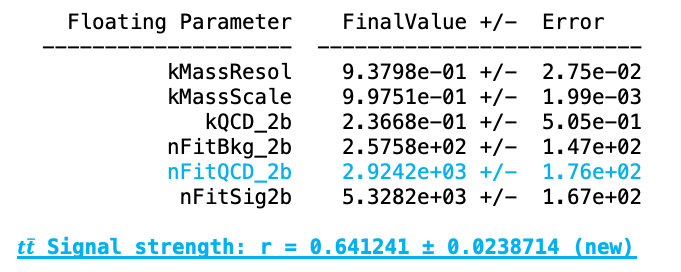 Floating Parameter    FinalValue +/-  Error
--------------------  --------------------------
kMassResol    9.3798e-01 +/-  2.75e-02
kMassScale    9.9751e-01 +/-  1.99e-03
kQCD_2b    2.3668e-01 +/-  5.05e-01
nFitBkg_2b    2.5758e+02 +/-  1.47e+02
nFitQCD_2b    2.9242e+03 +/-  1.76e+02
nFitSig2b    5.3282e+03 +/-  1.67e+02
tt̄ Signal strength: r = 0.641241 ± 0.0238714 (new)